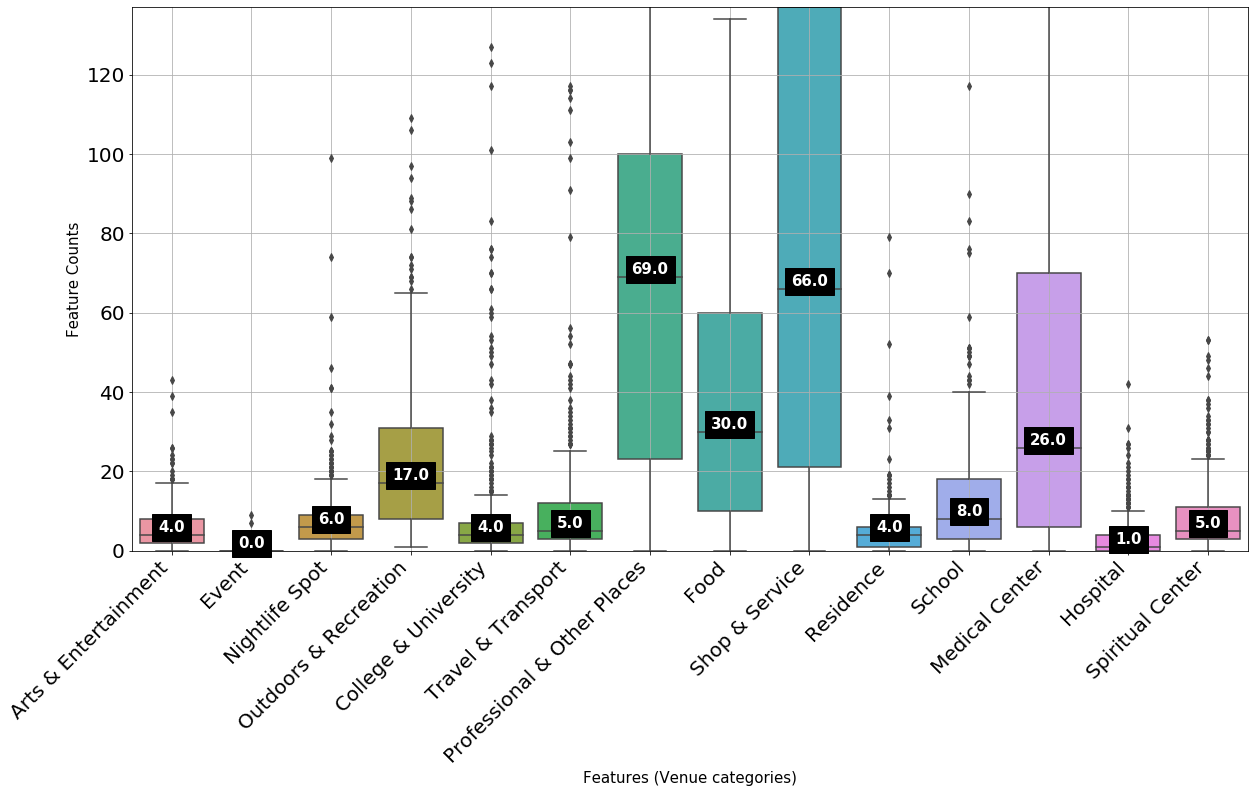 Feature Counts
120
100
80
60
40
20
0
4.0
0.0
6.0
17.0
4.0
5.0
69.0
30.0
66.0
4.0
8.0
26.0
1.0
5.0
Arts & Entertainment
Event
Nightlife Spot
Outdoors & Recreation
College & University
Travel & Transport
Professional & Other Places
Food
Shop & Service
Residence
School
Medical Center
Hospital
Spiritual Center
Features (Venue categories)